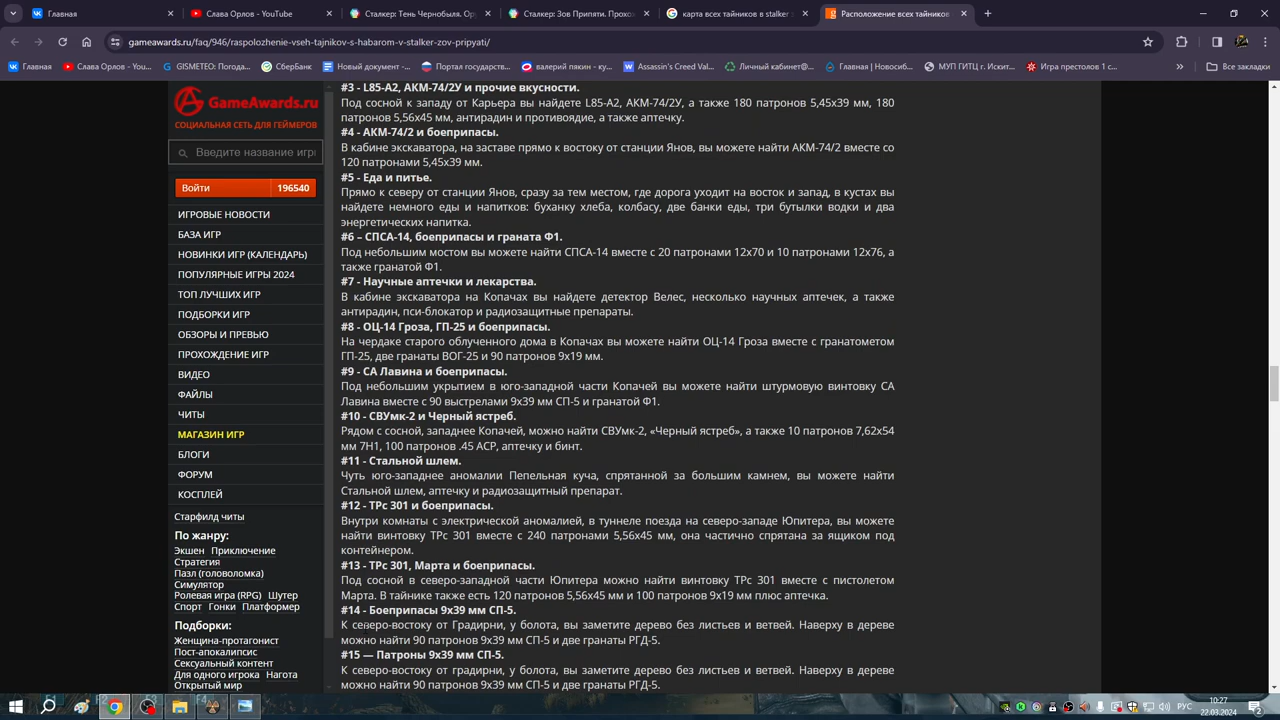 Главная
Слава Орлов - YouTube
Сталкер: Тень Чернобыля. Ор
Сталкер: Зов Припяти. Прохо
карта всех тайников в stalker
Расположение всех тайников
gameawards.ru/faq/946/raspolozhenie-vseh-tajnikov-s-habarom-v-stalker-zov-pripyati/
Главная
Слава Орлов - You...
GISMETEO: Погода...
СберБанк
Новый документ...
Портал государств...
валерий пякин - ку...
Assassin's Creed Val...
Личный кабинет@...
Главная | Новосиб...
МУП ГИТЦ г. Искит...
Игра престолов 1 с...
»
Все закладки
GameAwards.ru
СОЦИАЛЬНАЯ СЕТЬ ДЛЯ ГЕЙМЕРОВ
Введите название игры
Войти 196540
ИГРОВЫЕ НОВОСТИ
БАЗА ИГР
НОВИНКИ ИГР (КАЛЕНДАРЬ)
ПОПУЛЯРНЫЕ ИГРЫ 2024
ТОП ЛУЧШИХ ИГР
ПОДБОРКИ ИГР
ОБЗОРЫ И ПРЕВЬЮ
ПРОХОЖДЕНИЕ ИГР
ВИДЕО
ФАЙЛЫ
ЧИТЫ
МАГАЗИН ИГР
БЛОГИ
ФОРУМ
КОСПЛЕЙ
Старфилд читы
По жанру:
Экшен Приключение
Стратегия
Пазл (головоломка)
Симулятор
Ролевая игра (RPG) Шутер
Спорт Гонки Платформер
Подборки:
Женщина-протагонист
Пост-апокалипсис
Сексуальный контент
Для одного игрока Нагота
Открытый мир
#3 - L85-A2, АКМ-74/2У и прочие вкусности.
Под сосной к западу от Карьера вы найдете L85-A2, АКМ-74/2У, а также 180 патронов 5,45x39 мм, 180
патронов 5,56x45 мм, антирадин и противоядие, а также аптечку.
#4 - АКМ-74/2 и боеприпасы.
В кабине экскаватора, на заставе прямо к востоку от станции Янов, вы можете найти АКМ-74/2 вместе со
120 патронами 5,45x39 мм.
#5 - Еда и питье.
Прямо к северу от станции Янов, сразу за тем местом, где дорога уходит на восток и запад, в кустах вы
найдете немного еды и напитков: буханку хлеба, колбасу, две банки еды, три бутылки водки и два
энергетических напитка.
#6 – СПСА-14, боеприпасы и граната Ф1.
Под небольшим мостом вы можете найти СПСА-14 вместе с 20 патронами 12x70 и 10 патронами 12x76, а
также гранатой Ф1.
#7 - Научные аптечки и лекарства.
В кабине экскаватора на Копачах вы найдете детектор Велес, несколько научных аптечек, а также
антирадин, пси-блокатор и радиозащитные препараты.
#8 - ОЦ-14 Гроза, ГП-25 и боеприпасы.
На чердаке старого облученного дома в Копачах вы можете найти ОЦ-14 Гроза вместе с гранатометом
ГП-25, две гранаты ВОГ-25 и 90 патронов 9x19 мм.
#9 - СА Лавина и боеприпасы.
Под небольшим укрытием в юго-западной части Копачей вы можете найти штурмовую винтовку СА
Лавина вместе с 90 выстрелами 9x39 мм СП-5 и гранатой Ф1.
#10 - СВУмк-2 и Черный ястреб.
Рядом с сосной, западнее Копачей, можно найти СВУмк-2, «Черный ястреб», а также 10 патронов 7,62x54
мм 7Н1, 100 патронов .45 ACP, аптечку и бинт.
#11 - Стальной шлем.
Чуть юго-западнее аномалии Пепельная куча, спрятанной за большим камнем, вы можете найти
Стальной шлем, аптечку и радиозащитный препарат.
#12 - ТРс 301 и боеприпасы.
Внутри комнаты с электрической аномалией, в туннеле поезда на северо-западе Юпитера, вы можете
найти винтовку ТРс 301 вместе с 240 патронами 5,56x45 мм, она частично спрятана за ящиком под
контейнером.
#13 - ТРс 301, Марта и боеприпасы.
Под сосной в северо-западной части Юпитера можно найти винтовку ТРс 301 вместе с пистолетом
Марта. В тайнике также есть 120 патронов 5,56x45 мм и 100 патронов 9x19 мм плюс аптечка.
#14 - Боеприпасы 9x39 мм СП-5.
К северо-востоку от Градирни, у болота, вы заметите дерево без листьев и ветвей. Наверху в дереве
можно найти 90 патронов 9x39 мм СП-5 и две гранаты РГД-5.
#15 — Патроны 9x39 мм СП-5.
К северо-востоку от градирни, у болота, вы заметите дерево без листьев и ветвей. Наверху в дереве
можно найти 90 патронов 9x39 мм СП-5 и две гранаты РГД-5.
РУС
10:27
22.03.2024
2